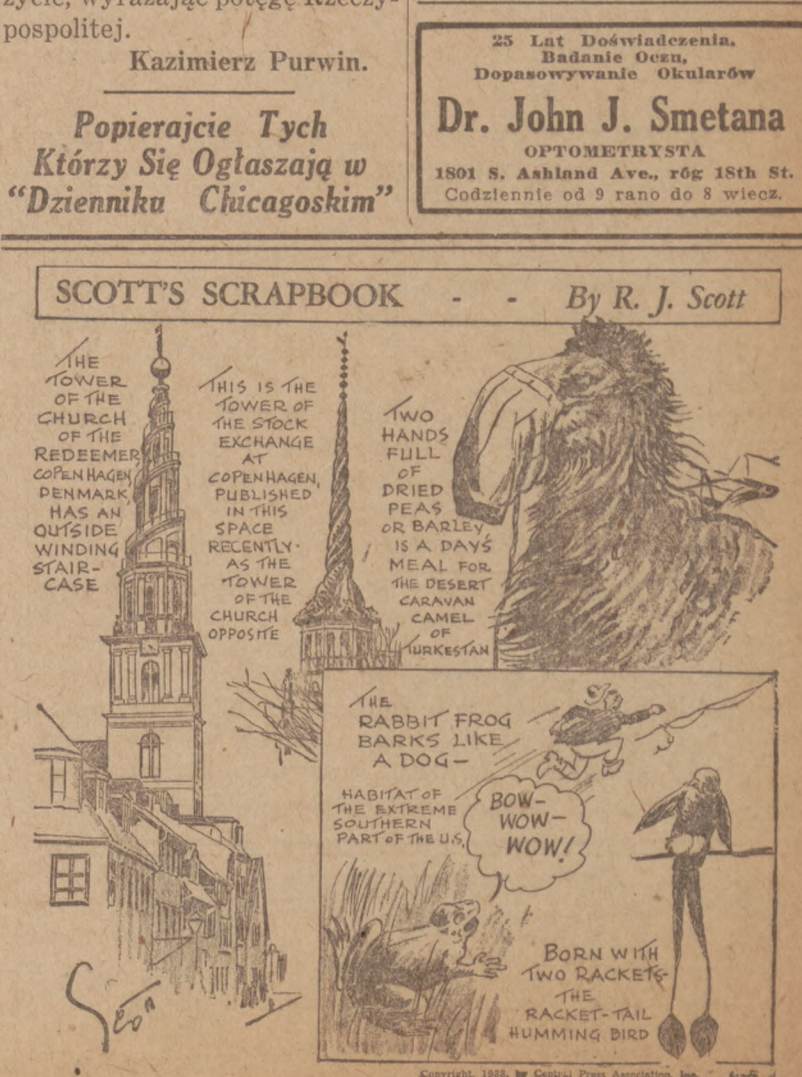 życie, wyrażając potęgę Rzeczy-
pospolitej.
Kazimierz Purwin.
Popierajcie Tych
Którzy Się Ogłaszają w
“Dzienniku Chicagoskim”
25 Lat Doświadczenia.
Badanie Oczu,
Dopasowywanie Okularów
Dr. John J. Smetana
OPTOMETRYSTA
1801 S. Ashland Ave., róg 18th St.
Codziennie od 9 rano do 8 wiecz.
SCOTT'S SCRAPBOOK - - By R. J. Scott
THE
TOWER
OF THE
CHURCH
OF THE
REDEEMER,
COPENHAGEN,
DENMARK,
HAS AN
OUTSIDE
WINDING
STAIR-
CASE
THIS IS THE
TOWER OF
THE STOCK
EXCHANGE
AT
COPENHAGEN,
PUBLISHED
IN THIS
SPACE
RECENTLY-
AS THE
TOWER
OF THE
CHURCH
OPPOSITE
TWO
HANDS
FULL
OF
DRIED
PEAS
OR BARLEY,
IS A DAY'S
MEAL FOR
THE DESERT
CARAVAN
CAMEL
OF
TURKESTAN
THE
RABBIT FROG
BARKS LIKE
A DOG-
HABITAT OF
THE EXTREME
SOUTHERN
PART OF THE U.S.
BOW-
WOW-
WOW!
BORN WITH
TWO RACKETS-
THE
RACKET-TAIL
HUMMING BIRD
Copyright, 1933, by Central Press Association, Inc.